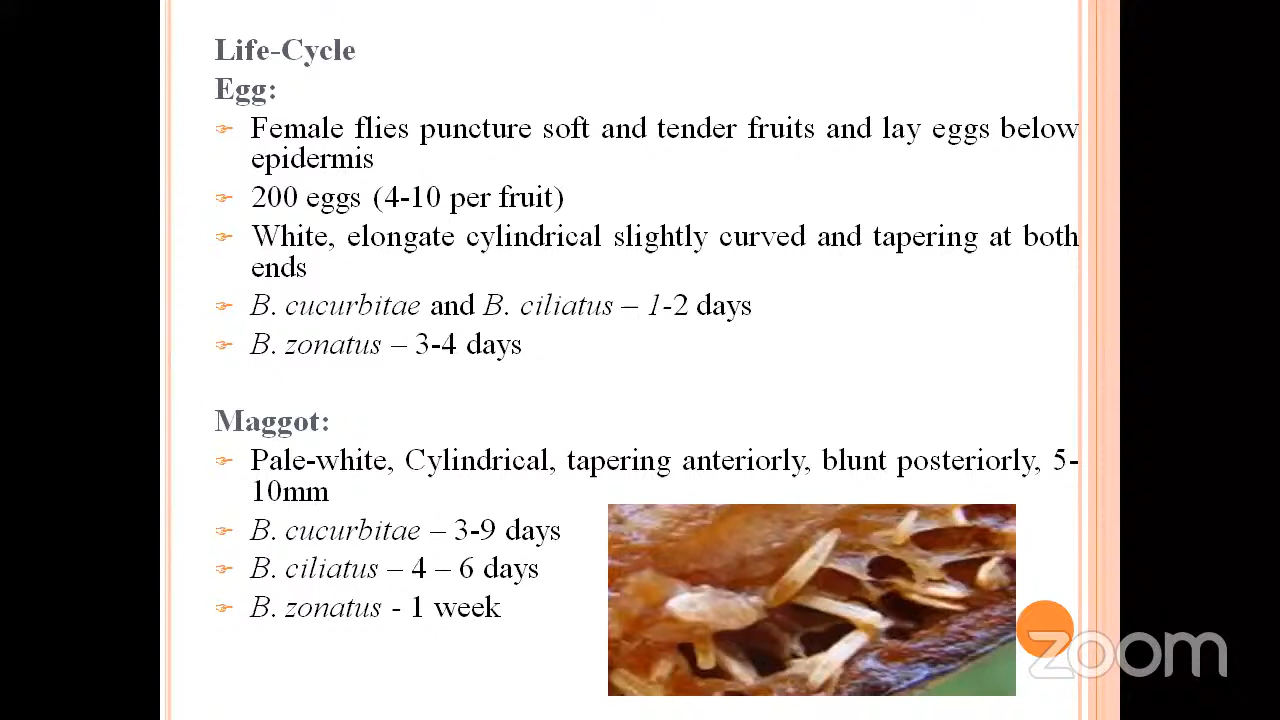 Life-Cycle
Egg:
Female flies puncture soft and tender fruits and lay eggs below
epidermis
200 eggs (4-10 per fruit)
White, elongate cylindrical slightly curved and tapering at both
ends
B. cucurbitae and B. ciliatus – 1-2 days
B. zonatus – 3-4 days
Maggot:
Pale-white, Cylindrical, tapering anteriorly, blunt posteriorly, 5-
10mm
B. cucurbitae – 3-9 days
B. ciliatus – 4 – 6 days
B. zonatus - 1 week
zoom